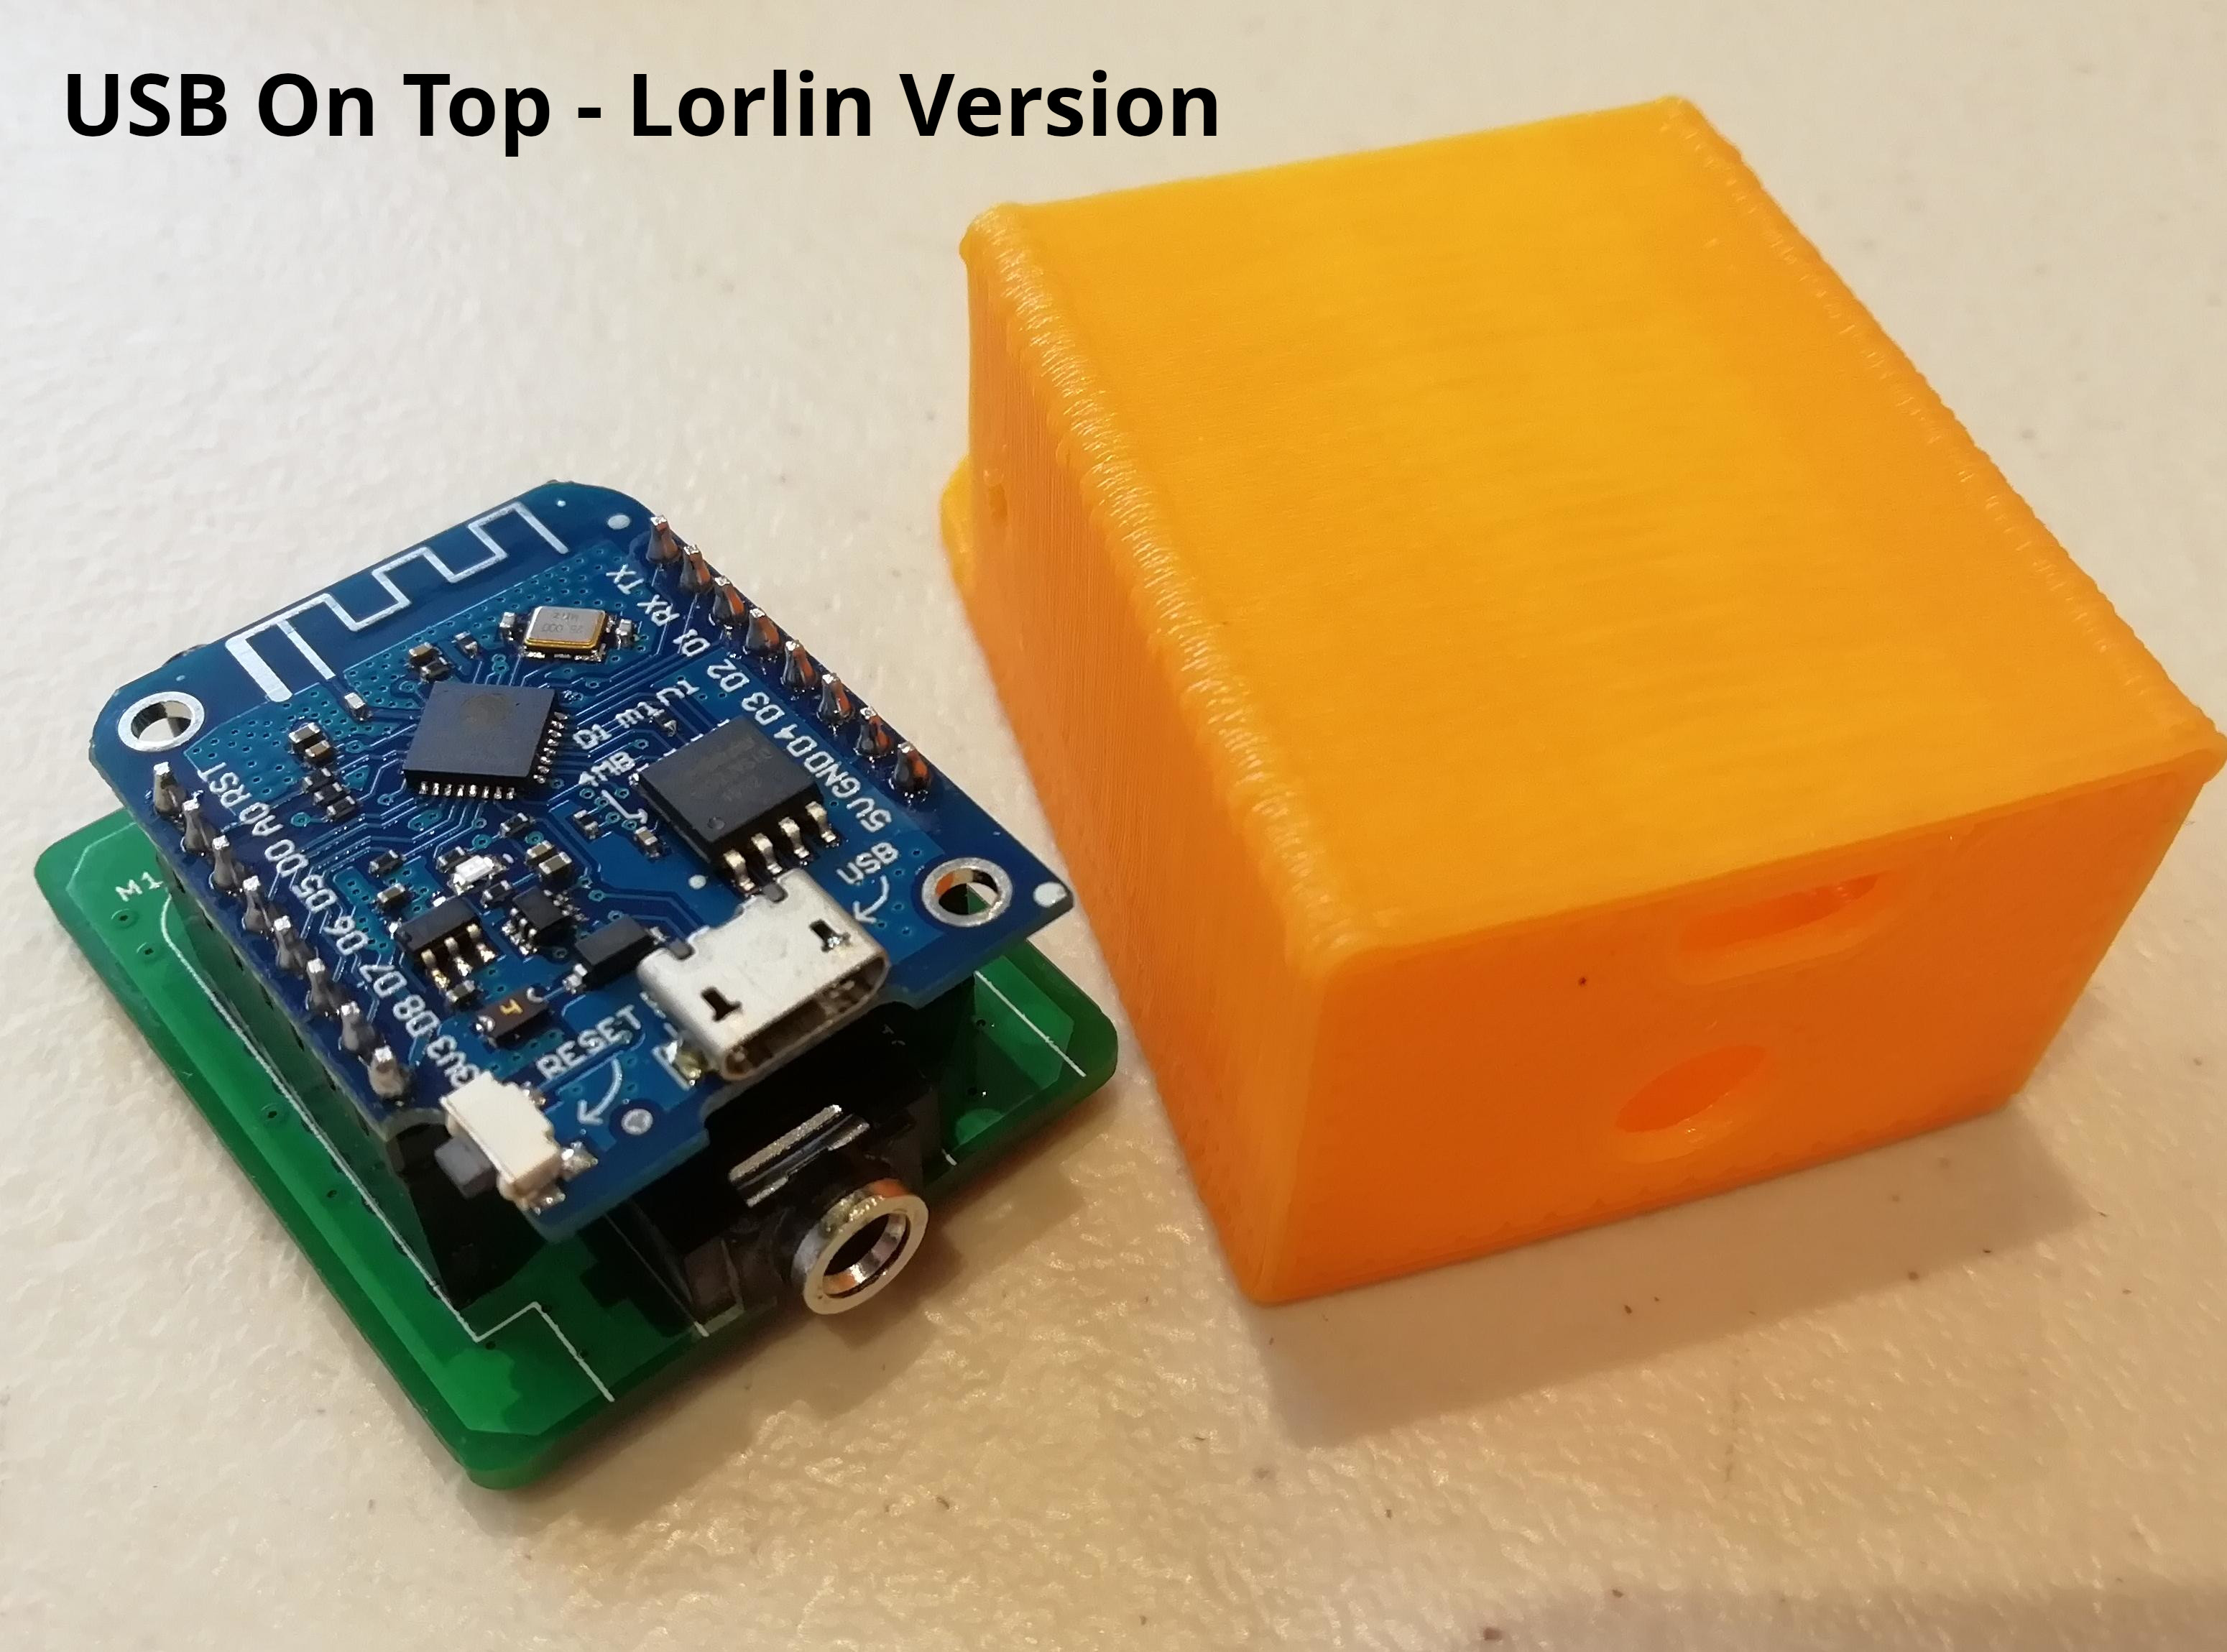 USB On Top - Lorlin Version
TX
RX
D1
D2
D3
D4
GND
5V
D1 mini
4MB
RST
A0
D0
D5
D6
D7
D8
3V3
USB
RESET
4
M1